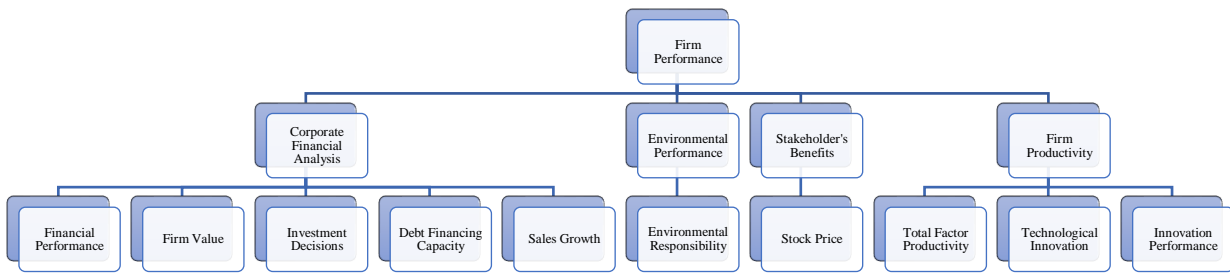 Firm
Performance
Corporate
Financial
Analysis
Environmental
Performance
Stakeholder's
Benefits
Firm
Productivity
Financial
Performance
Firm Value
Investment
Decisions
Debt Financing
Capacity
Sales Growth
Environmental
Responsibility
Stock Price
Total Factor
Productivity
Technological
Innovation
Innovation
Performance